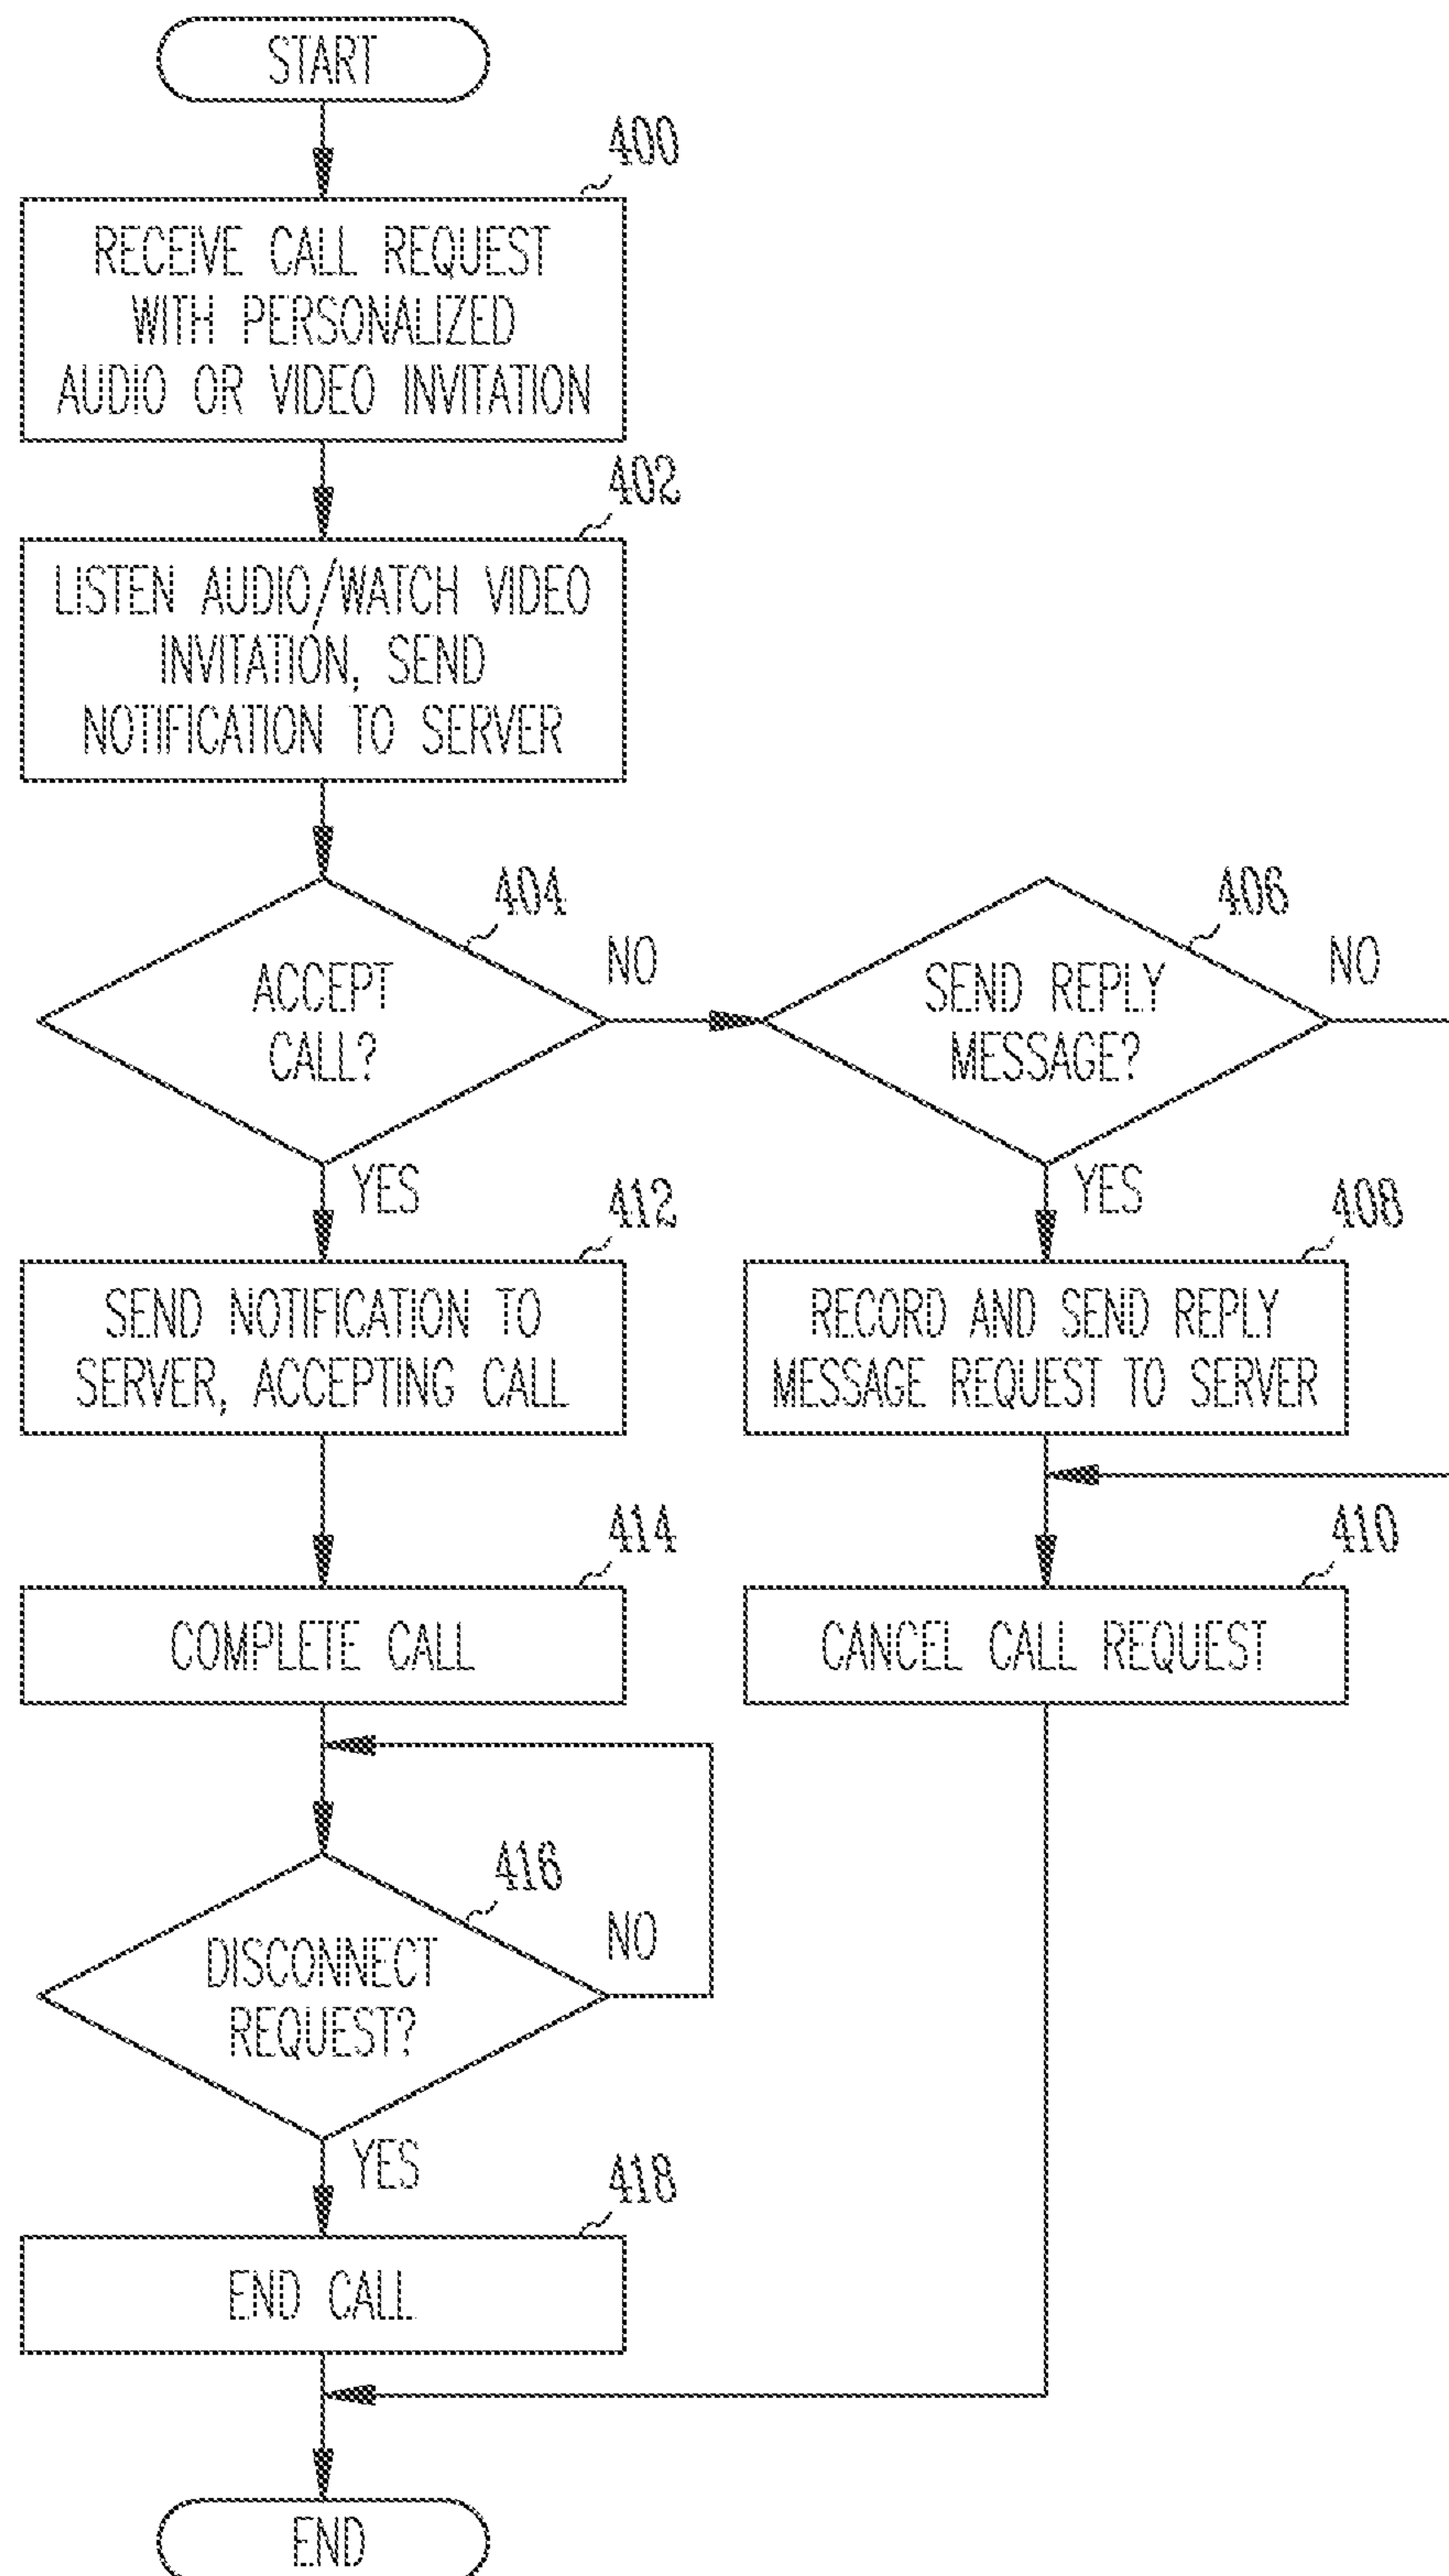 START
400
RECEIVE CALL REQUEST
WITH PERSONALIZED
AUDIO OR VIDEO INVITATION
402
LISTEN AUDIO/WATCH VIDEO
INVITATION, SEND
NOTIFICATION TO SERVER
404
ACCEPT
CALL?
NO
YES
406
SEND REPLY
MESSAGE?
NO
YES
412
SEND NOTIFICATION TO
SERVER, ACCEPTING CALL
408
RECORD AND SEND REPLY
MESSAGE REQUEST TO SERVER
414
COMPLETE CALL
410
CANCEL CALL REQUEST
416
DISCONNECT
REQUEST?
NO
YES
418
END CALL
END